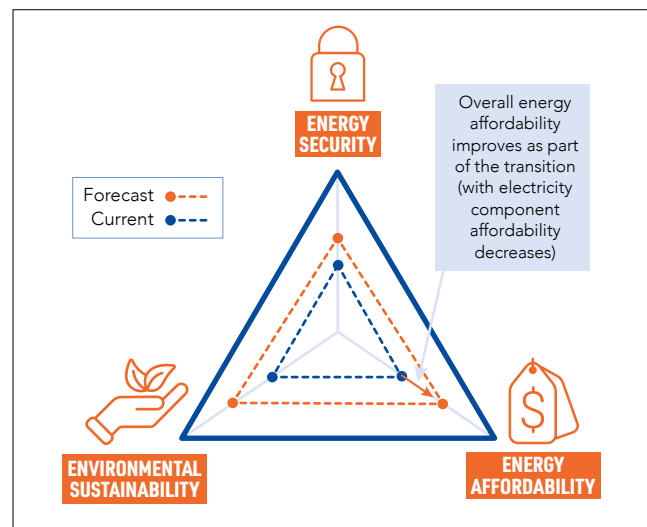 ENERGY
SECURITY
Overall energy
affordability
improves as part
of the transition
(with electricity
component
affordability
decreases)
Forecast
Current
$
ENVIRONMENTAL
SUSTAINABILITY
ENERGY
AFFORDABILITY